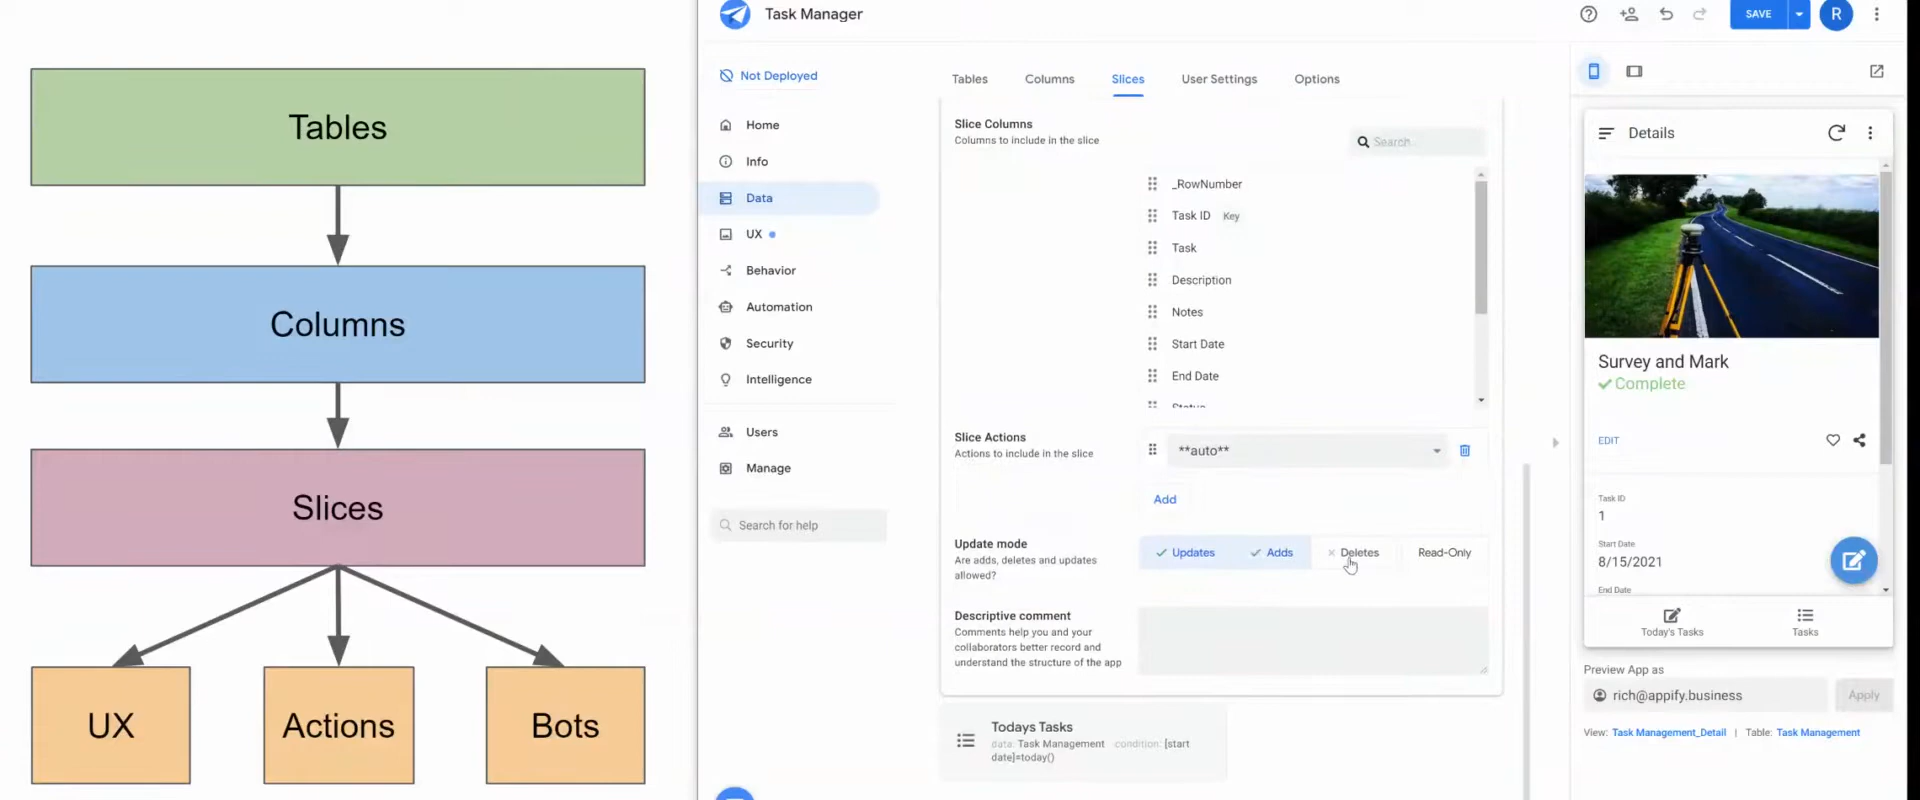 Tables
Columns
Slices
UX
Actions
Bots
Task Manager
SAVE
R
Not Deployed
Home
Info
Data
UX
Behavior
Automation
Security
Intelligence
Users
Manage
Search for help
Tables
Columns
Slices
User Settings
Options
Slice Columns
Columns to include in the slice
Search...
_RowNumber
Task ID Key
Task
Description
Notes
Start Date
End Date
Status
Slice Actions
Actions to include in the slice
**auto**
Add
Update mode
Are adds, deletes and updates
allowed?
Updates
Adds
Deletes
Read-Only
Descriptive comment
Comments help you and your
collaborators better record and
understand the structure of the app
Todays Tasks
data: Task Management condition: [start
date]=today()
Details
Survey and Mark
Complete
EDIT
Task ID
1
Start Date
8/15/2021
End Date
Today's Tasks
Tasks
Preview App as
rich@appify.business
Apply
View: Task Management_Detail | Table: Task Management